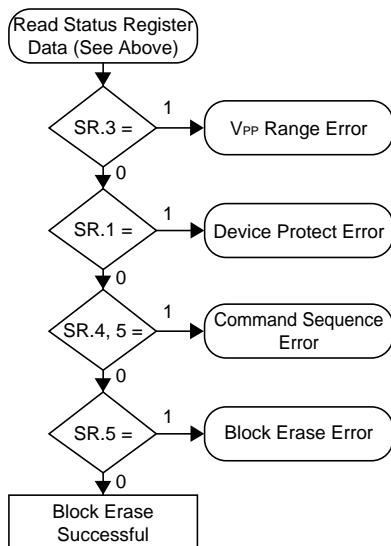 Read Status Register
Data (See Above)
SR.3 =
1
VPP Range Error
0
SR.1 =
1
Device Protect Error
0
SR.4, 5 =
1
Command Sequence
Error
0
SR.5 =
1
Block Erase Error
0
Block Erase
Successful